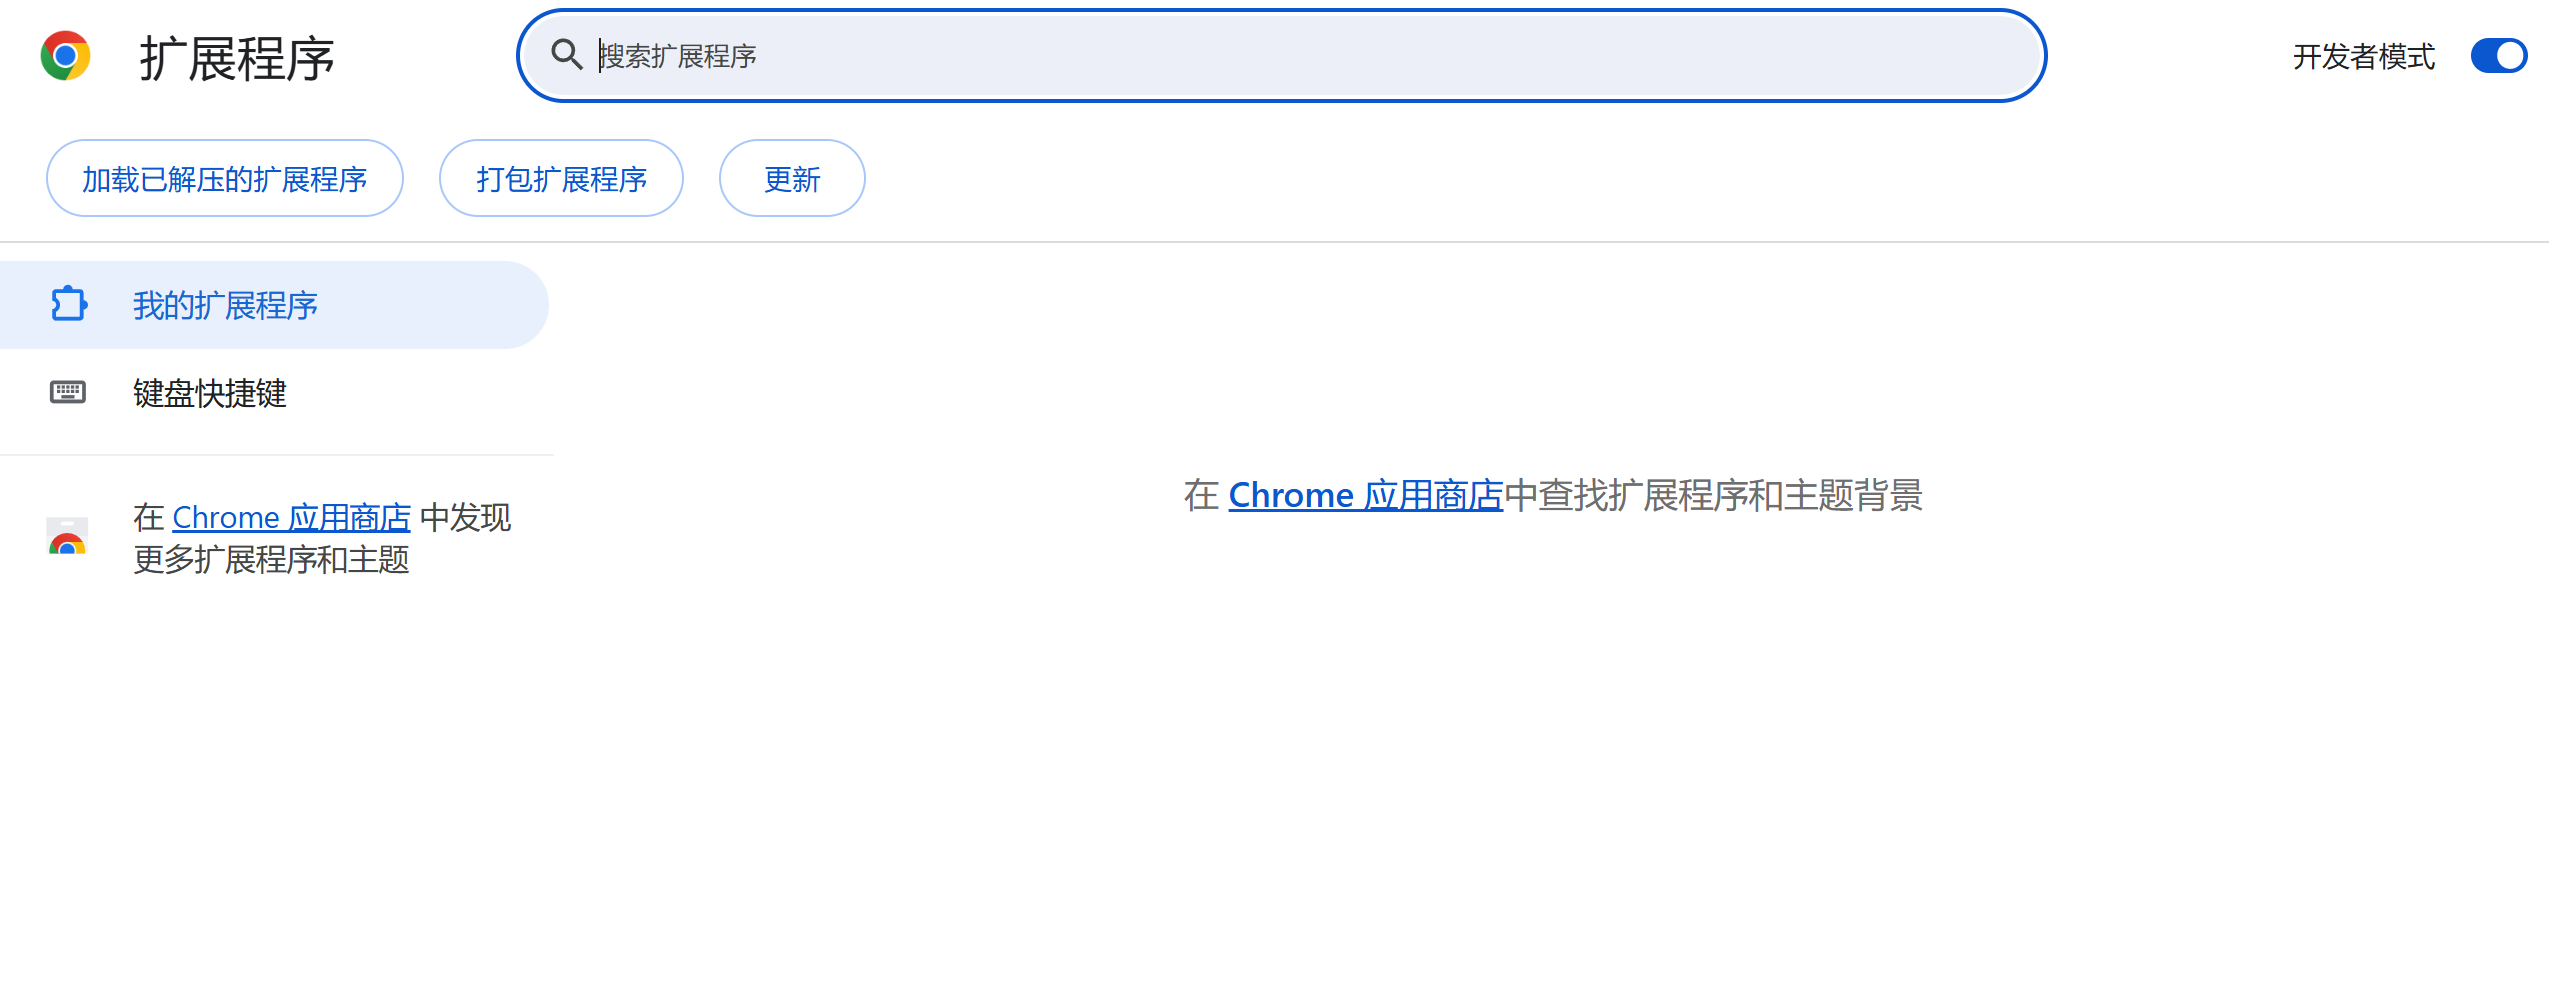 扩展程序
搜索扩展程序
开发者模式
加载已解压的扩展程序
打包扩展程序
更新
我的扩展程序
键盘快捷键
在 Chrome 应用商店 中发现
更多扩展程序和主题
在 Chrome 应用商店中查找扩展程序和主题背景